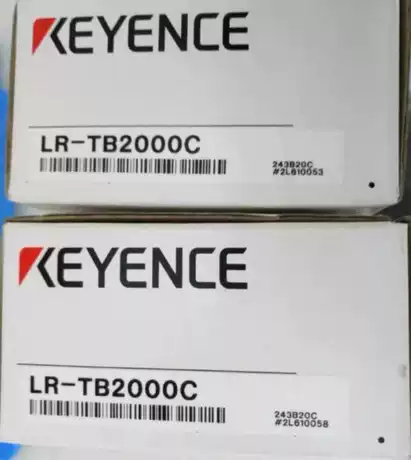 KEYENCE
LR-TB2000C
243B20C
#2L610053
KEYENCE
LR-TB2000C
243B20C
#2L610058